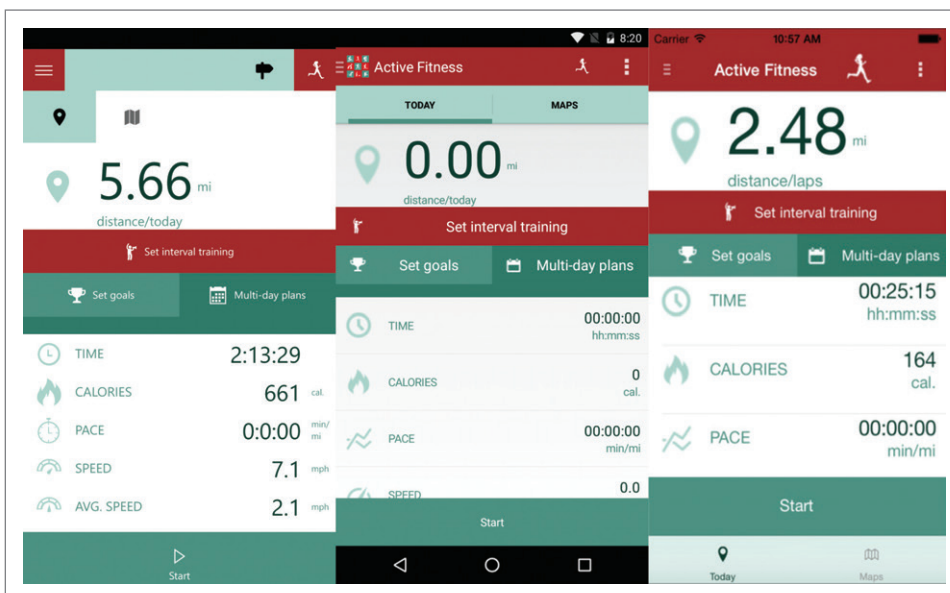 5.66 mi
distance/today
Set interval training
Set goals
Multi-day plans
TIME 2:13:29
CALORIES 661 cal.
PACE 0:0:00 min/
mi
SPEED 7.1 mph
AVG. SPEED 2.1 mph
Start
8:20
Active Fitness
TODAY
MAPS
0.00 mi
distance/today
Set interval training
Set goals
Multi-day plans
TIME 00:00:00
hh:mm:ss
CALORIES 0
cal.
PACE 00:00:00
min/mi
SPEED 0.0
Start
Carrier 10:57 AM
Active Fitness
2.48 mi
distance/laps
Set interval training
Set goals
Multi-day plans
TIME 00:25:15
hh:mm:ss
CALORIES 164
cal.
PACE 00:00:00
min/mi
Start
Today
Maps